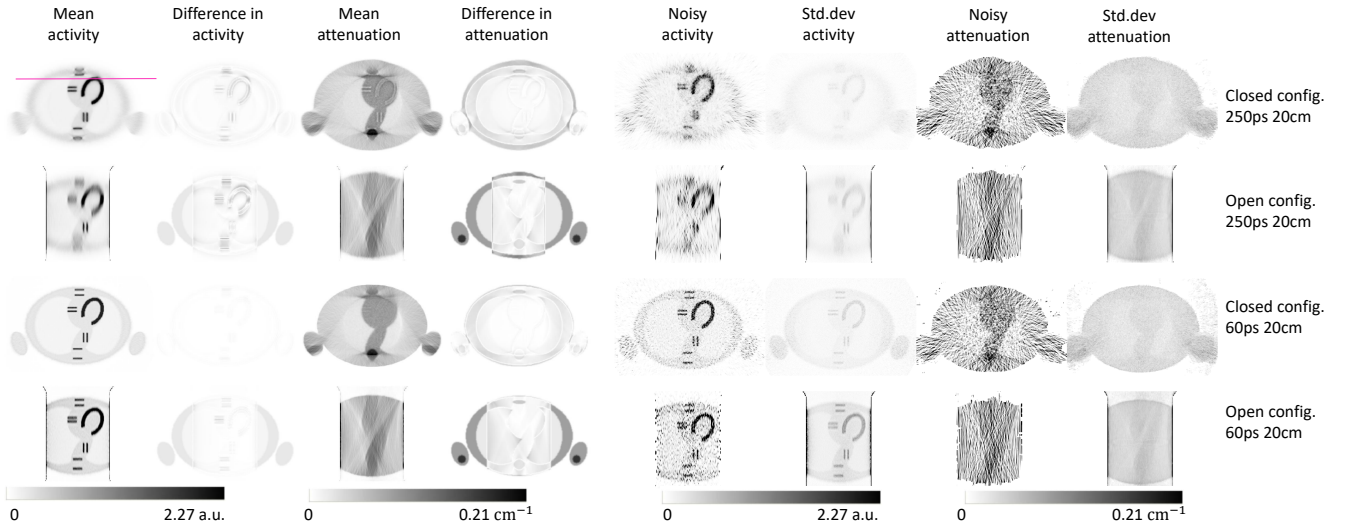 Mean
activity
Difference in
activity
Mean
attenuation
Difference in
attenuation
Noisy
activity
Std.dev
activity
Noisy
attenuation
Std.dev
attenuation
Closed config.
250ps 20cm
Open config.
250ps 20cm
Closed config.
60ps 20cm
Open config.
60ps 20cm
0 2.27 a.u.
0 0.21 cm⁻¹
0 2.27 a.u.
0 0.21 cm⁻¹